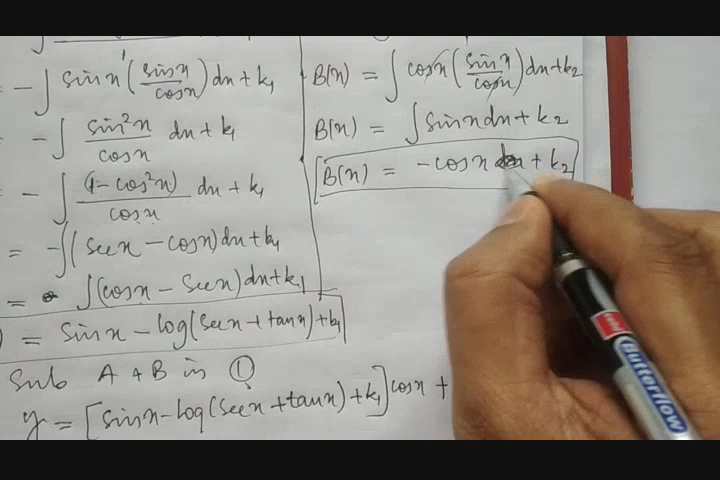 = - ∫ sin x (sin x / cos x) dx + k₁
- ∫ sin²x / cos x dx + k₁
- ∫ (1 - cos²x) / cos x dx + k₁
= - ∫ (sec x - cos x) dx + k₁
= ∫ (cos x - sec x) dx + k₁
) = sin x - log(sec x + tan x) + k₁
Sub A + B in ①
y = [sin x - log(sec x + tan x) + k₁] cos x +
B(x) = ∫ cos x (sin x / cos x) dx + k₂
B(x) = ∫ sin x dx + k₂
B(x) = - cos x + k₂
Butterflow